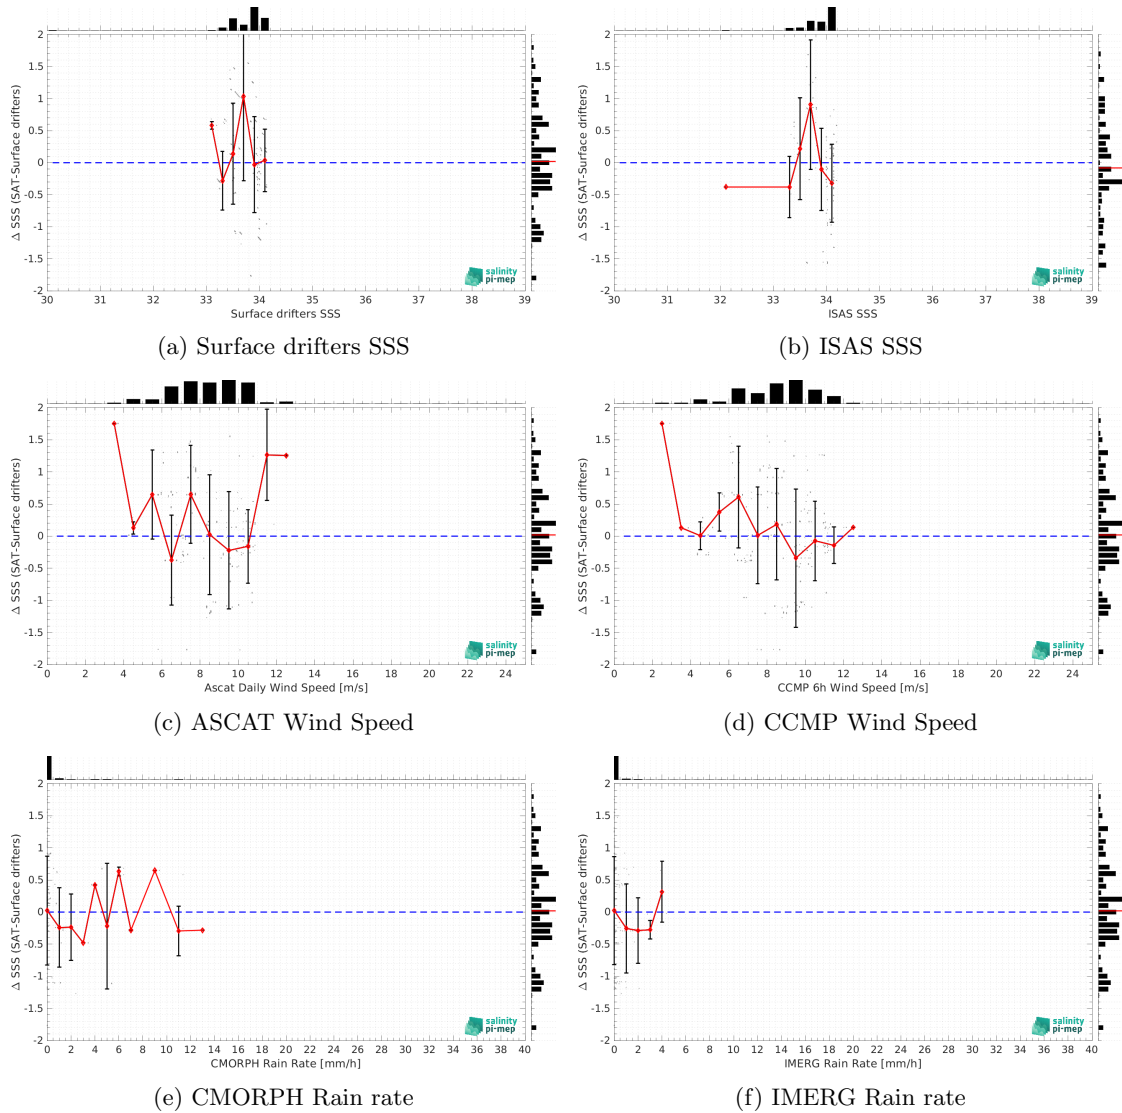 2
1.5
1
0.5
0
-0.5
-1
-1.5
-2
Δ SSS (SAT-Surface drifters)
30 31 32 33 34 35 36 37 38 39
Surface drifters SSS
salinity
pi-mep
(a) Surface drifters SSS
2
1.5
1
0.5
0
-0.5
-1
-1.5
-2
Δ SSS (SAT-Surface drifters)
30 31 32 33 34 35 36 37 38 39
ISAS SSS
salinity
pi-mep
(b) ISAS SSS
2
1.5
1
0.5
0
-0.5
-1
-1.5
-2
Δ SSS (SAT-Surface drifters)
0 2 4 6 8 10 12 14 16 18 20 22 24
Ascat Daily Wind Speed [m/s]
salinity
pi-mep
(c) ASCAT Wind Speed
2
1.5
1
0.5
0
-0.5
-1
-1.5
-2
Δ SSS (SAT-Surface drifters)
0 2 4 6 8 10 12 14 16 18 20 22 24
CCMP 6h Wind Speed [m/s]
salinity
pi-mep
(d) CCMP Wind Speed
2
1.5
1
0.5
0
-0.5
-1
-1.5
-2
Δ SSS (SAT-Surface drifters)
0 2 4 6 8 10 12 14 16 18 20 22 24 26 28 30 32 34 36 38 40
CMORPH Rain Rate [mm/h]
salinity
pi-mep
(e) CMORPH Rain rate
2
1.5
1
0.5
0
-0.5
-1
-1.5
-2
Δ SSS (SAT-Surface drifters)
0 2 4 6 8 10 12 14 16 18 20 22 24 26 28 30 32 34 36 38 40
IMERG Rain Rate [mm/h]
salinity
pi-mep
(f) IMERG Rain rate